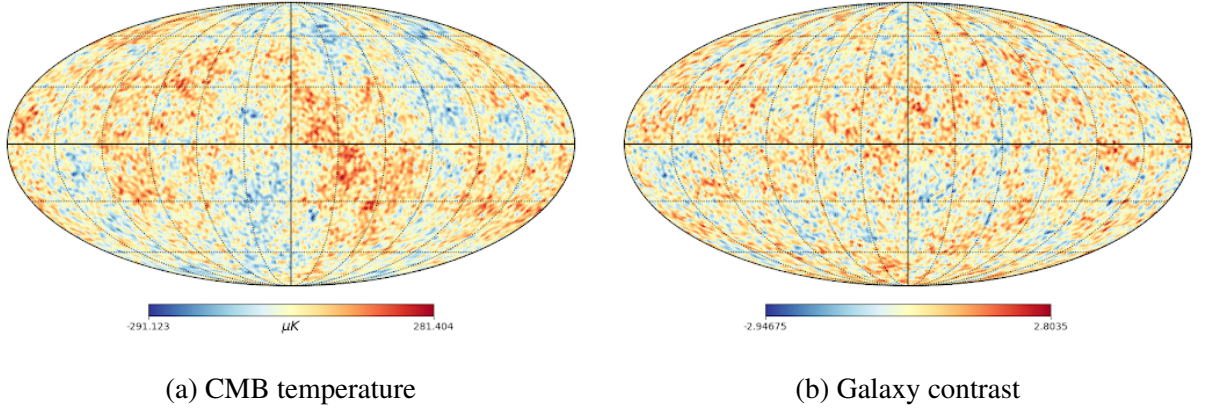 -291.123 μK 281.404
-2.94675 2.8035
(a) CMB temperature
(b) Galaxy contrast